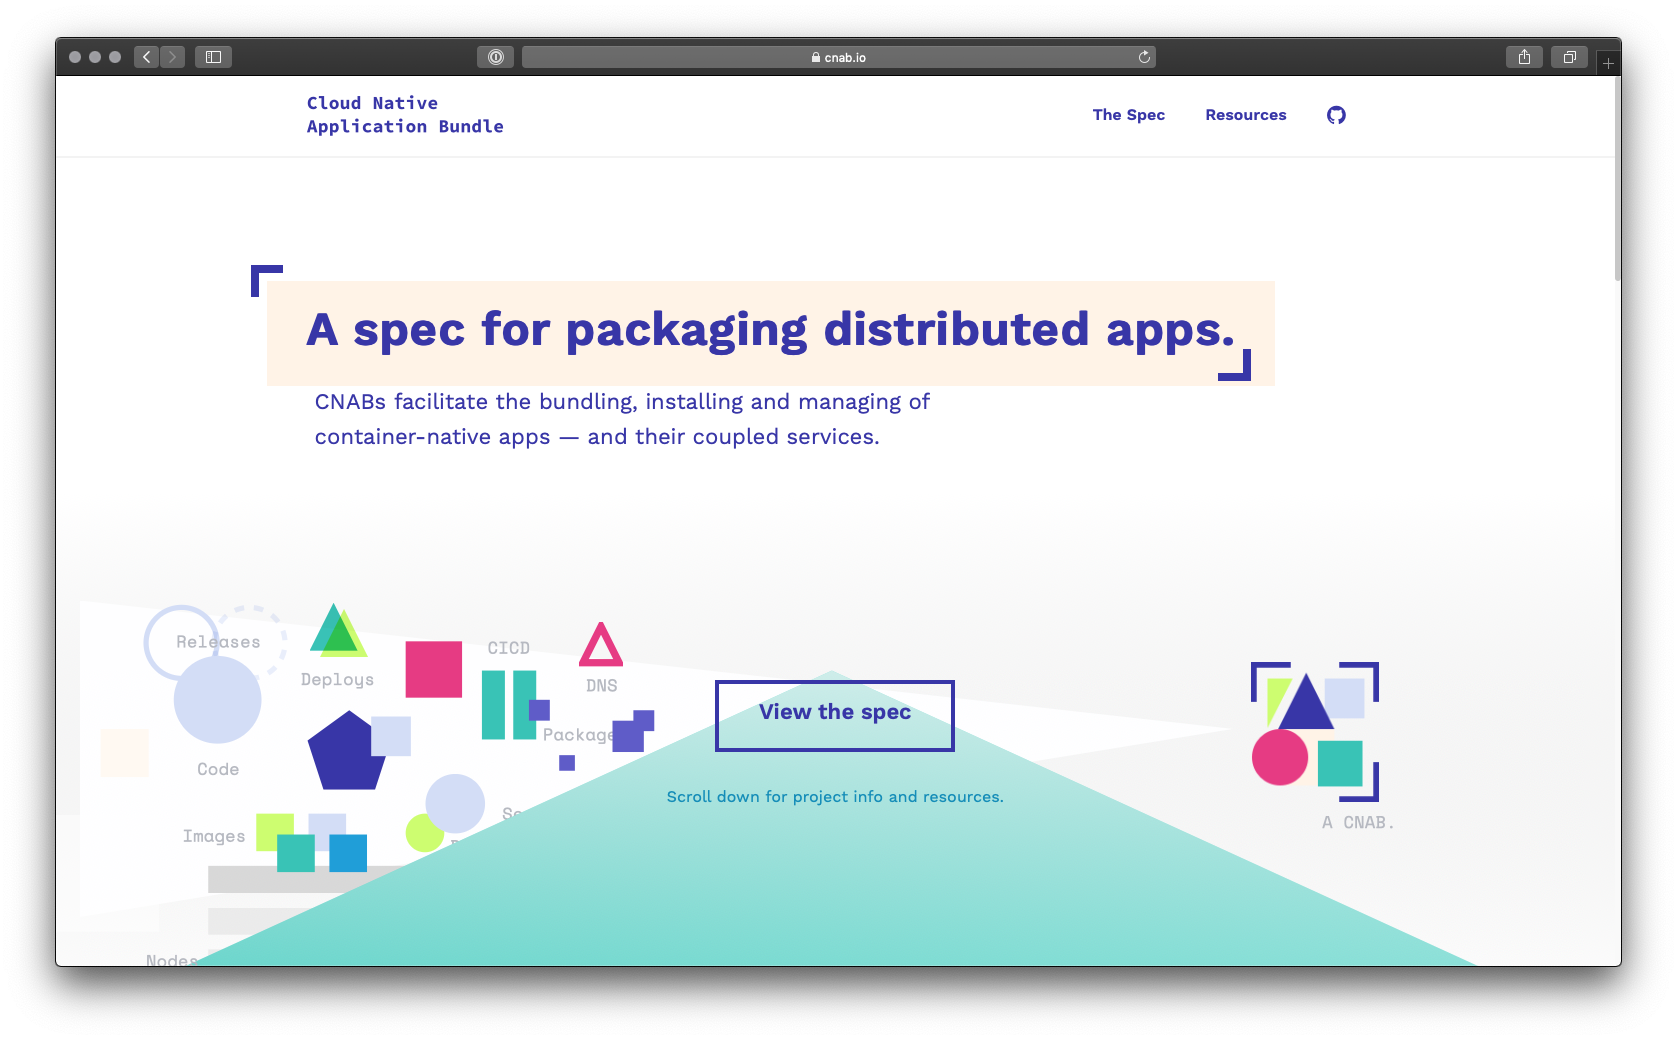 cnab.io
Cloud Native
Application Bundle
The Spec
Resources
A spec for packaging distributed apps.
CNABs facilitate the bundling, installing and managing of
container-native apps — and their coupled services.
Releases
Deploys
CICD
DNS
Package
View the spec
Code
Scroll down for project info and resources.
Images
A CNAB.
Nodes